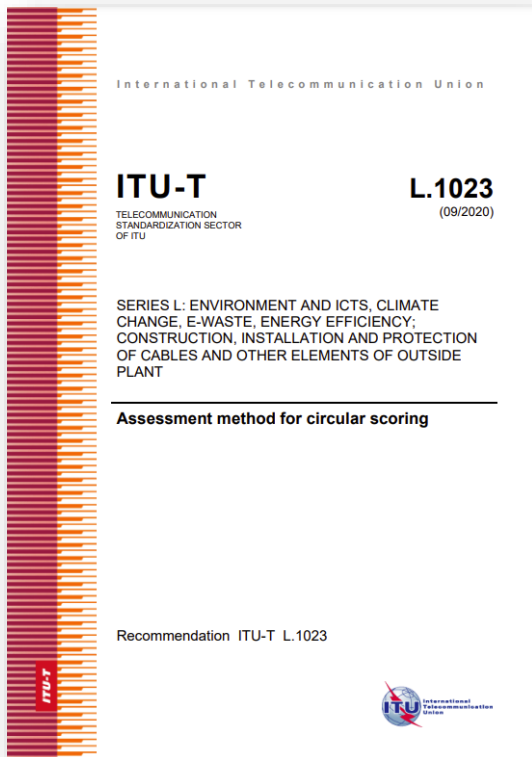 International Telecommunication Union
ITU-T
L.1023
TELECOMMUNICATION
STANDARDIZATION SECTOR
OF ITU
(09/2020)
SERIES L: ENVIRONMENT AND ICTS, CLIMATE
CHANGE, E-WASTE, ENERGY EFFICIENCY;
CONSTRUCTION, INSTALLATION AND PROTECTION
OF CABLES AND OTHER ELEMENTS OF OUTSIDE
PLANT
Assessment method for circular scoring
Recommendation ITU-T L.1023
ITU-T
ITU
International
Telecommunication
Union